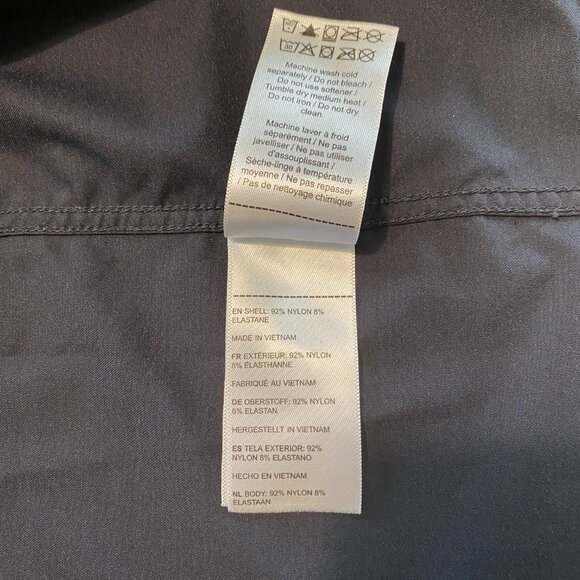 30
Machine wash cold
separately / Do not bleach /
Do not use softener /
Tumble dry medium heat /
Do not iron / Do not dry
clean
Machine laver à froid
séparément / Ne pas
javelliser / Ne pas utiliser
d'assouplissant /
Sèche-linge à température
moyenne / Ne pas repasser
/ Pas de nettoyage chimique
EN SHELL: 92% NYLON 8%
ELASTANE
MADE IN VIETNAM
FR EXTÉRIEUR: 92% NYLON
8% ÉLASTHANNE
FABRIQUÉ AU VIETNAM
DE OBERSTOFF: 92% NYLON
8% ELASTAN
HERGESTELLT IN VIETNAM
ES TELA EXTERIOR: 92%
NYLON 8% ELASTANO
HECHO EN VIETNAM
NL BODY: 92% NYLON 8%
ELASTAAN